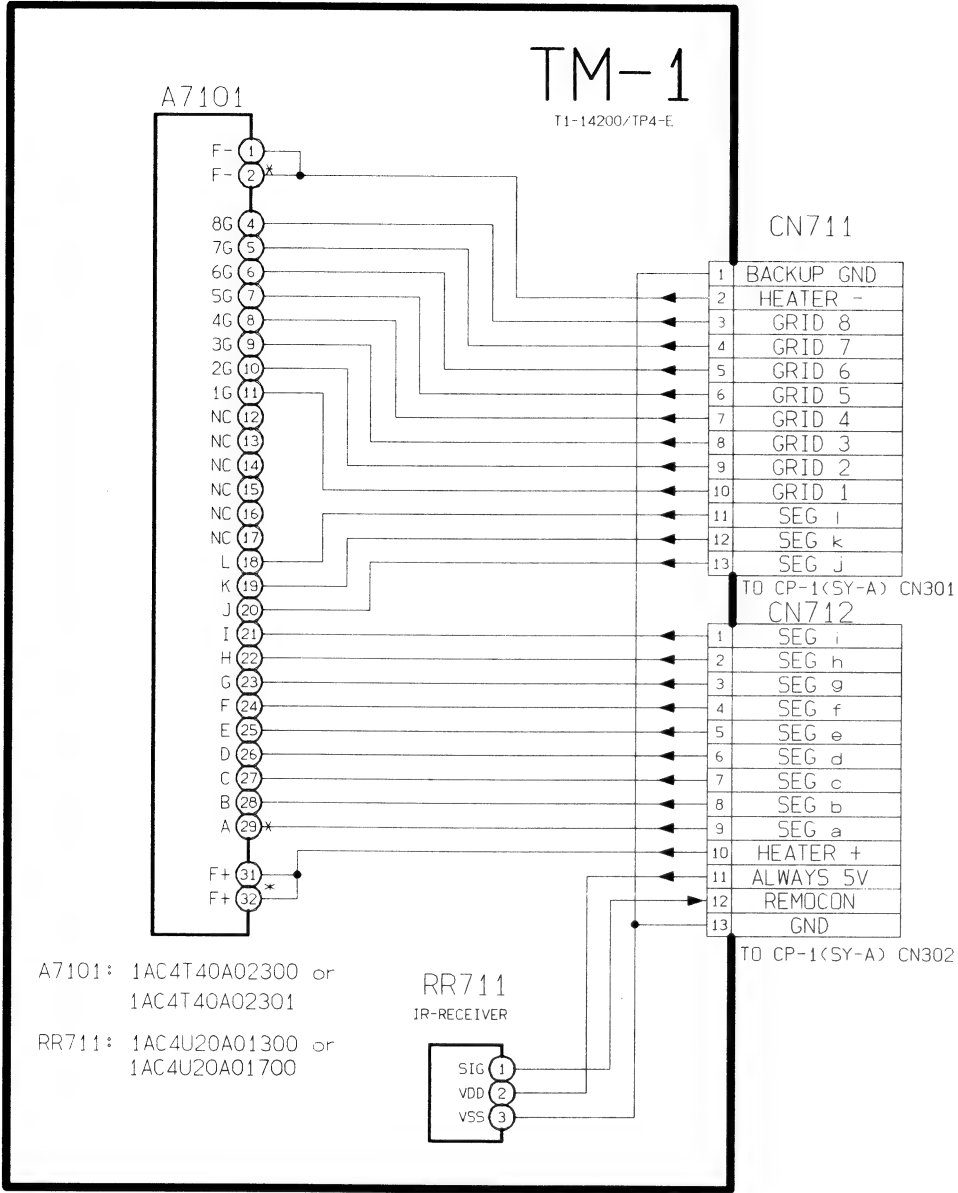 TM-1
T1-14200/TP4-E
A7101
F- 1
F- 2 *
8G 4
7G 5
6G 6
5G 7
4G 8
3G 9
2G 10
1G 11
NC 12
NC 13
NC 14
NC 15
NC 16
NC 17
L 18
K 19
J 20
I 21
H 22
G 23
F 24
E 25
D 26
C 27
B 28
A 29 *
F+ 31
F+ 32 *
CN711
1 BACKUP GND
2 HEATER -
3 GRID 8
4 GRID 7
5 GRID 6
6 GRID 5
7 GRID 4
8 GRID 3
9 GRID 2
10 GRID 1
11 SEG l
12 SEG k
13 SEG j
TO CP-1(SY-A) CN301
CN712
1 SEG i
2 SEG h
3 SEG g
4 SEG f
5 SEG e
6 SEG d
7 SEG c
8 SEG b
9 SEG a
10 HEATER +
11 ALWAYS 5V
12 REMOCON
13 GND
TO CP-1(SY-A) CN302
A7101: 1AC4T40A02300 or
1AC4T40A02301
RR711: 1AC4U20A01300 or
1AC4U20A01700
RR711
IR-RECEIVER
SIG 1
VDD 2
VSS 3